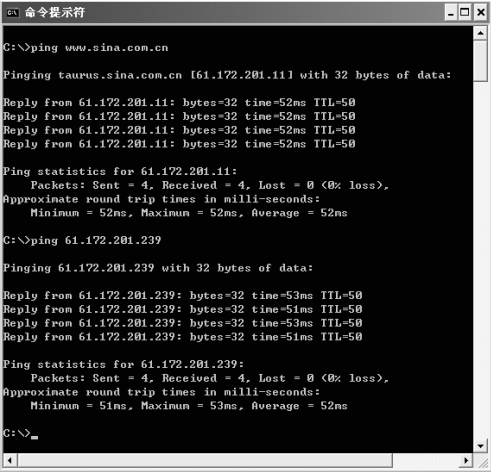 命令提示符
C:\>ping www.sina.com.cn
Pinging taurus.sina.com.cn [61.172.201.11] with 32 bytes of data:
Reply from 61.172.201.11: bytes=32 time=52ms TTL=50
Reply from 61.172.201.11: bytes=32 time=52ms TTL=50
Reply from 61.172.201.11: bytes=32 time=52ms TTL=50
Reply from 61.172.201.11: bytes=32 time=52ms TTL=50
Ping statistics for 61.172.201.11:
    Packets: Sent = 4, Received = 4, Lost = 0 (0% loss),
Approximate round trip times in milli-seconds:
    Minimum = 52ms, Maximum = 52ms, Average = 52ms
C:\>ping 61.172.201.239
Pinging 61.172.201.239 with 32 bytes of data:
Reply from 61.172.201.239: bytes=32 time=53ms TTL=50
Reply from 61.172.201.239: bytes=32 time=51ms TTL=50
Reply from 61.172.201.239: bytes=32 time=53ms TTL=50
Reply from 61.172.201.239: bytes=32 time=51ms TTL=50
Ping statistics for 61.172.201.239:
    Packets: Sent = 4, Received = 4, Lost = 0 (0% loss),
Approximate round trip times in milli-seconds:
    Minimum = 51ms, Maximum = 53ms, Average = 52ms
C:\>_